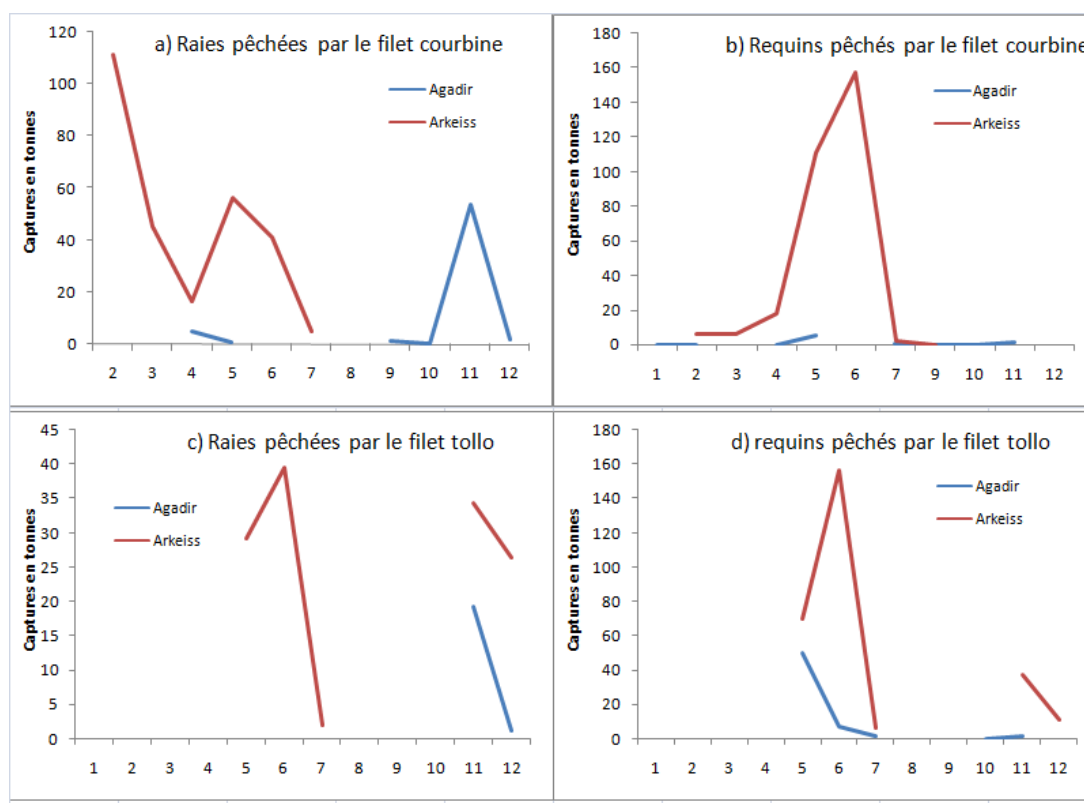 a) Raies pêchées par le filet courbine
Agadir
Arkeiss
Captures en tonnes
120
100
80
60
40
20
0
2 3 4 5 6 7 8 9 10 11 12
b) Requins pêchés par le filet courbine
Agadir
Arkeiss
Captures en tonnes
180
160
140
120
100
80
60
40
20
0
1 2 3 4 5 6 7 9 10 11 12
c) Raies pêchées par le filet tollo
Agadir
Arkeiss
Captures en tonnes
45
40
35
30
25
20
15
10
5
0
1 2 3 4 5 6 7 8 9 10 11 12
d) requins pêchés par le filet tollo
Agadir
Arkeiss
Captures en tonnes
180
160
140
120
100
80
60
40
20
0
1 2 3 4 5 6 7 8 9 10 11 12